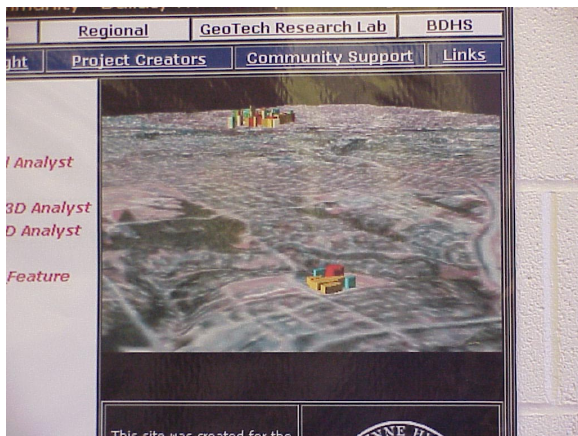 Regional
GeoTech Research Lab
BDHS
Project Creators
Community Support
Links
Analyst
3D Analyst
D Analyst
Feature
This site was created for the